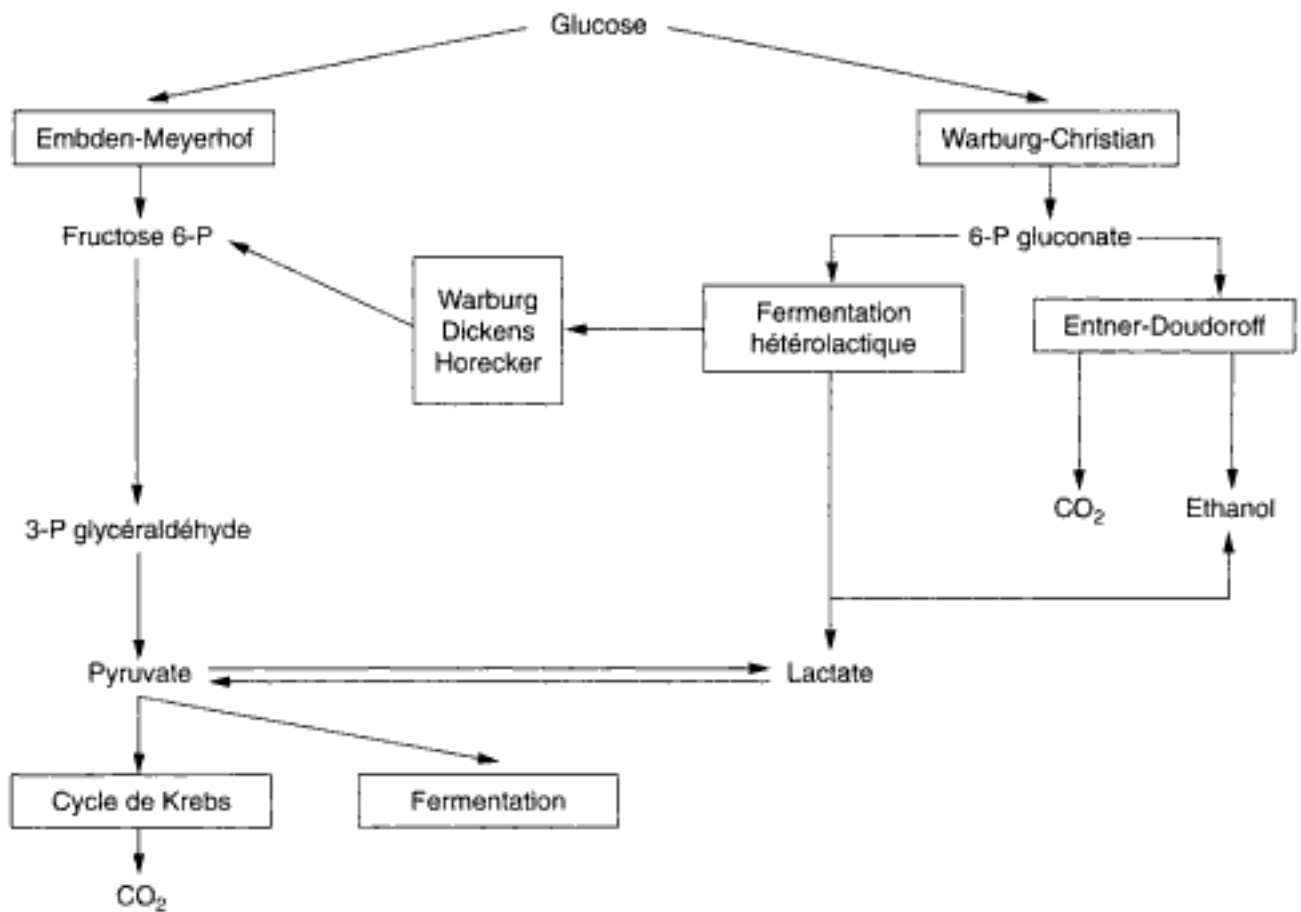 Glucose
Embden-Meyerhof
Warburg-Christian
Fructose 6-P
6-P gluconate
Warburg
Dickens
Horecker
Fermentation
hétérolactique
Entner-Doudoroff
CO₂
Ethanol
3-P glycéraldéhyde
Pyruvate
Lactate
Cycle de Krebs
Fermentation
CO₂